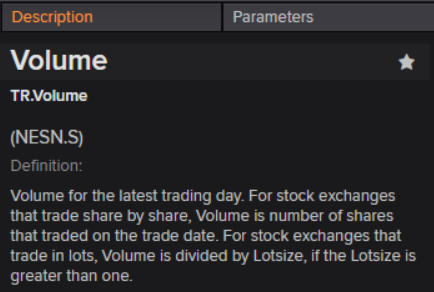 Description
Parameters
Volume
TR.Volume
(NESN.S)
Definition:
Volume for the latest trading day. For stock exchanges
that trade share by share, Volume is number of shares
that traded on the trade date. For stock exchanges that
trade in lots, Volume is divided by Lotsize, if the Lotsize is
greater than one.